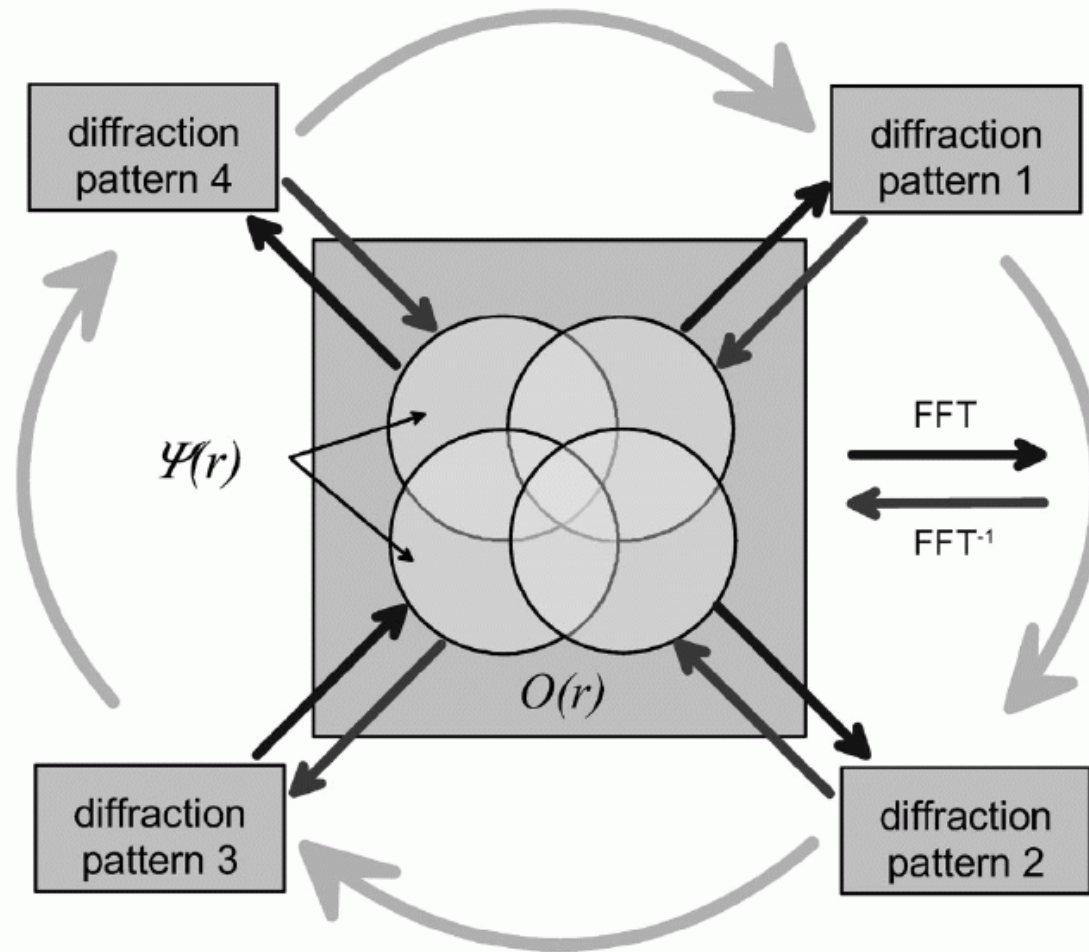 diffraction
pattern 4
diffraction
pattern 1
FFT
Ψ(r)
FFT⁻¹
O(r)
diffraction
pattern 3
diffraction
pattern 2